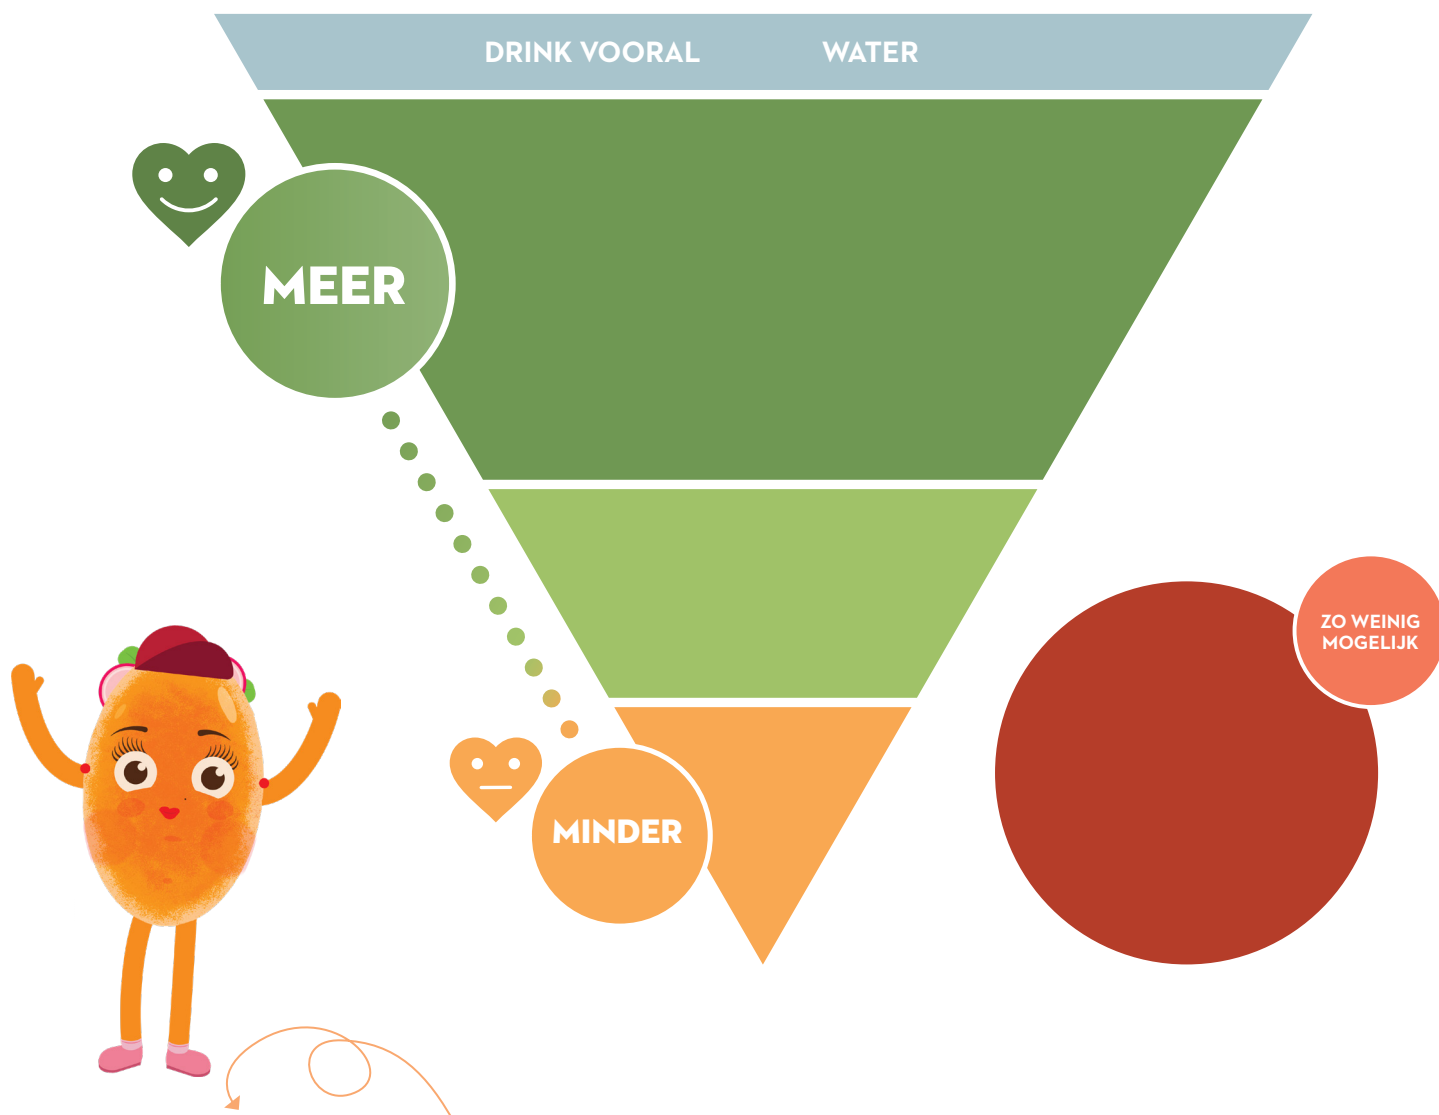 DRINK VOORAL WATER
MEER
ZO WEINIG
MOGELIJK
MINDER